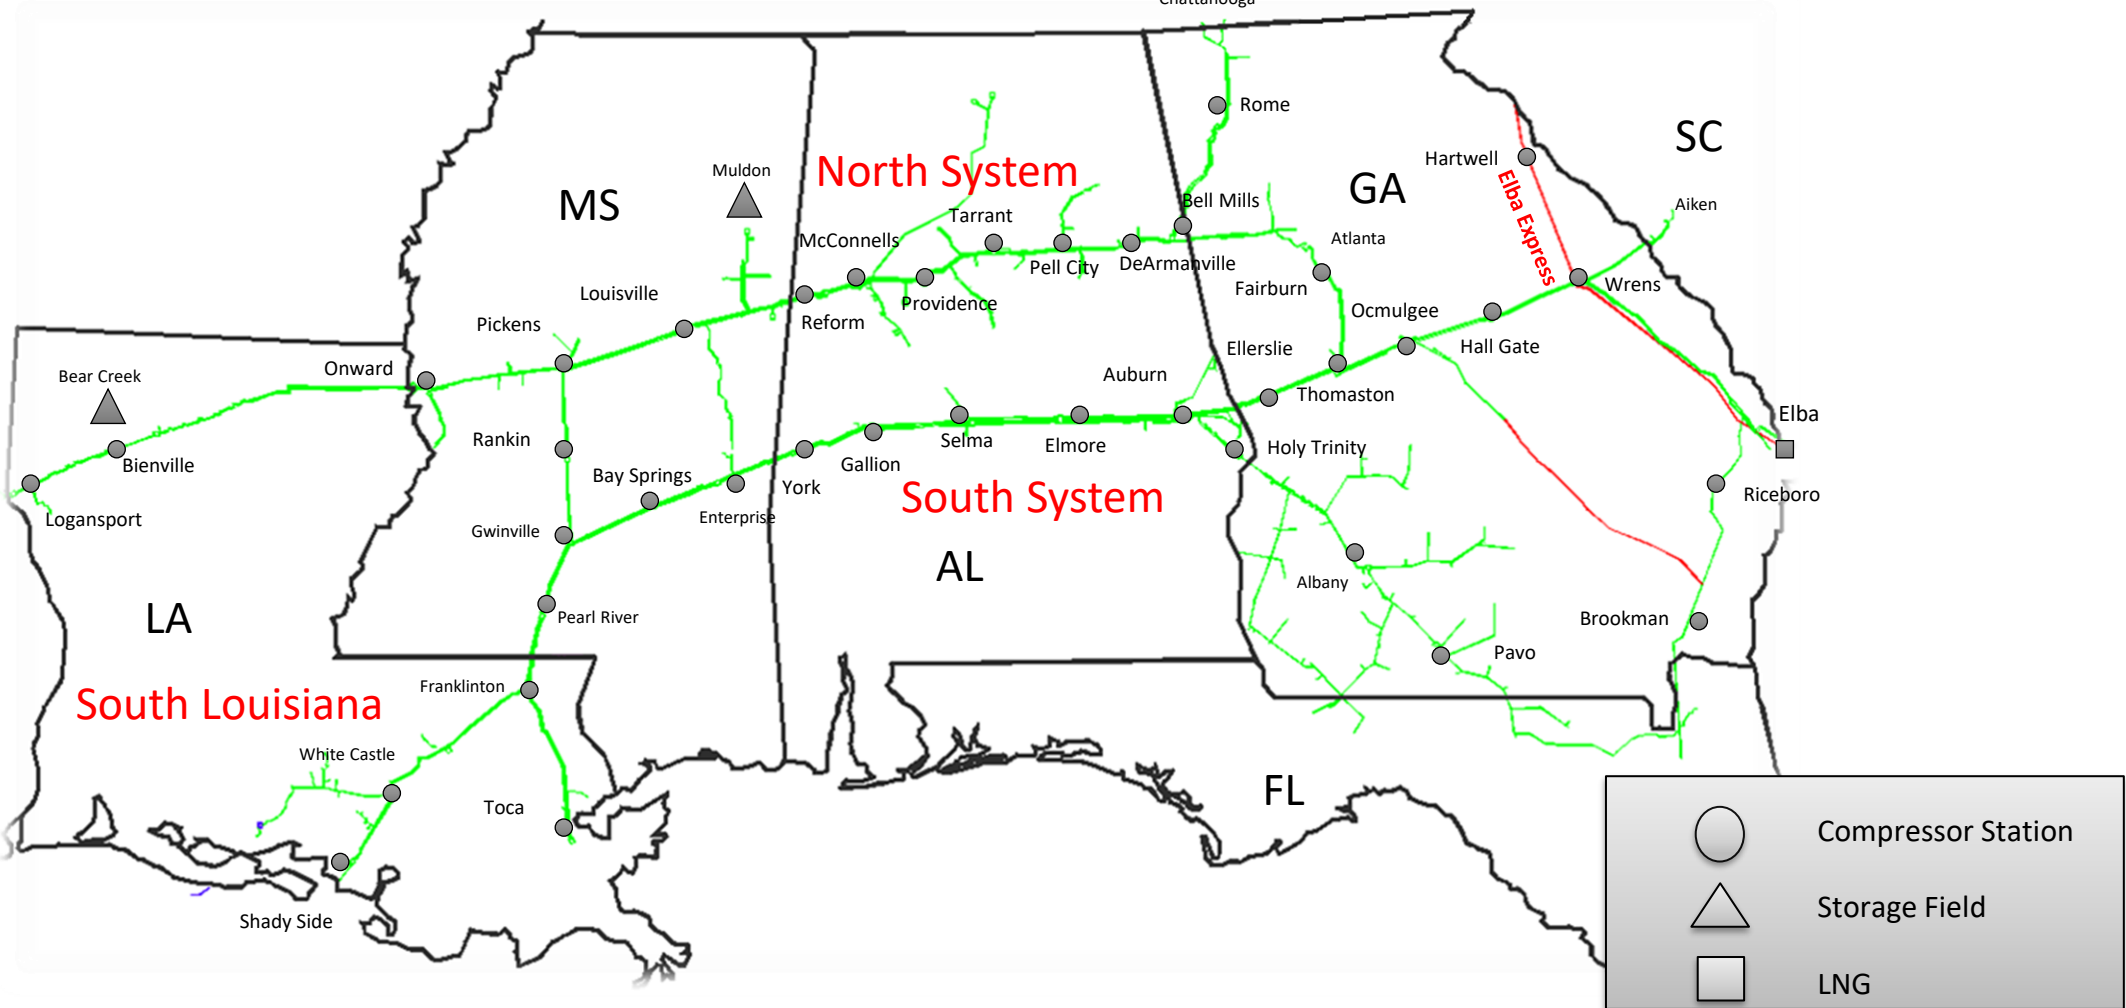 Chattanooga
Rome
SC
Hartwell
Muldon
North System
MS
GA
Bell Mills
Aiken
Tarrant
McConnells
Atlanta
Elba Express
Pell City
DeArmanville
Fairburn
Wrens
Louisville
Providence
Ocmulgee
Pickens
Reform
Hall Gate
Ellerslie
Onward
Bear Creek
Auburn
Thomaston
Elba
Rankin
Selma
Elmore
Holy Trinity
Bienville
Gallion
Bay Springs
York
South System
Riceboro
Logansport
Enterprise
Gwinville
AL
Albany
LA
Pearl River
Brookman
Pavo
Franklinton
South Louisiana
White Castle
Toca
FL
Shady Side
Compressor Station
Storage Field
LNG